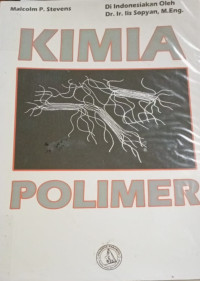 Malcolm P. Stevens
Di Indonesiakan Oleh
Dr. Ir. Iis Sopyan, M.Eng.
KIMIA
POLIMER